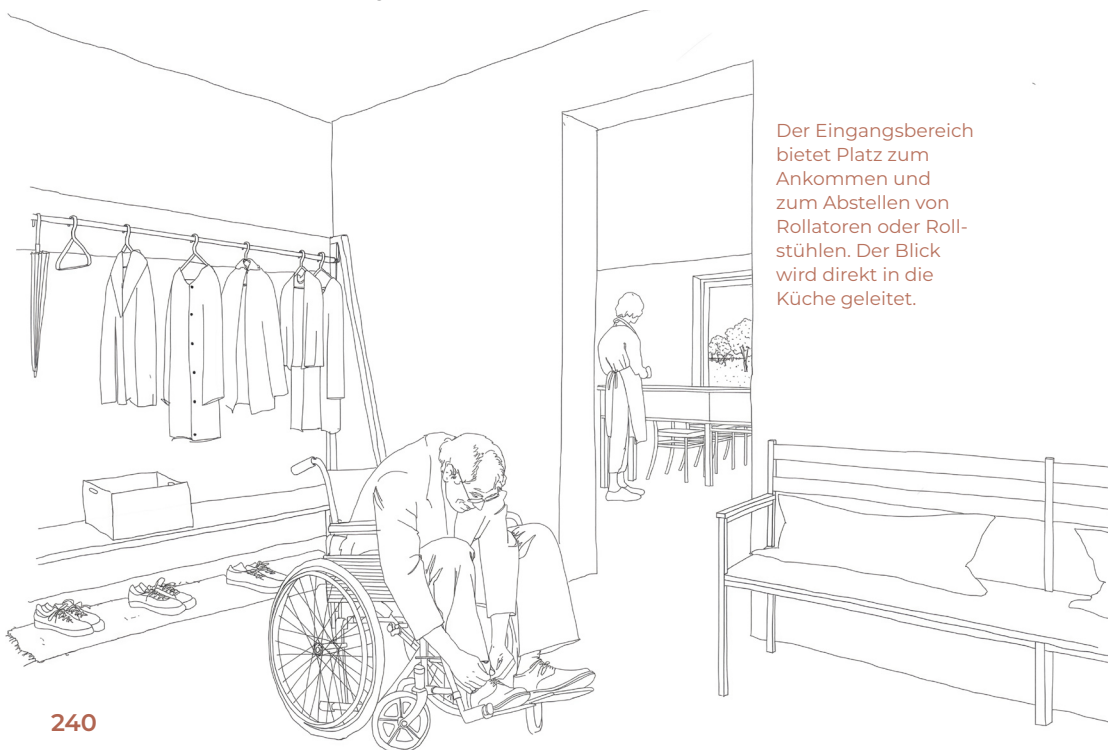 Der Eingangsbereich
bietet Platz zum
Ankommen und
zum Abstellen von
Rollatoren oder Roll-
stühlen. Der Blick
wird direkt in die
Küche geleitet.
240